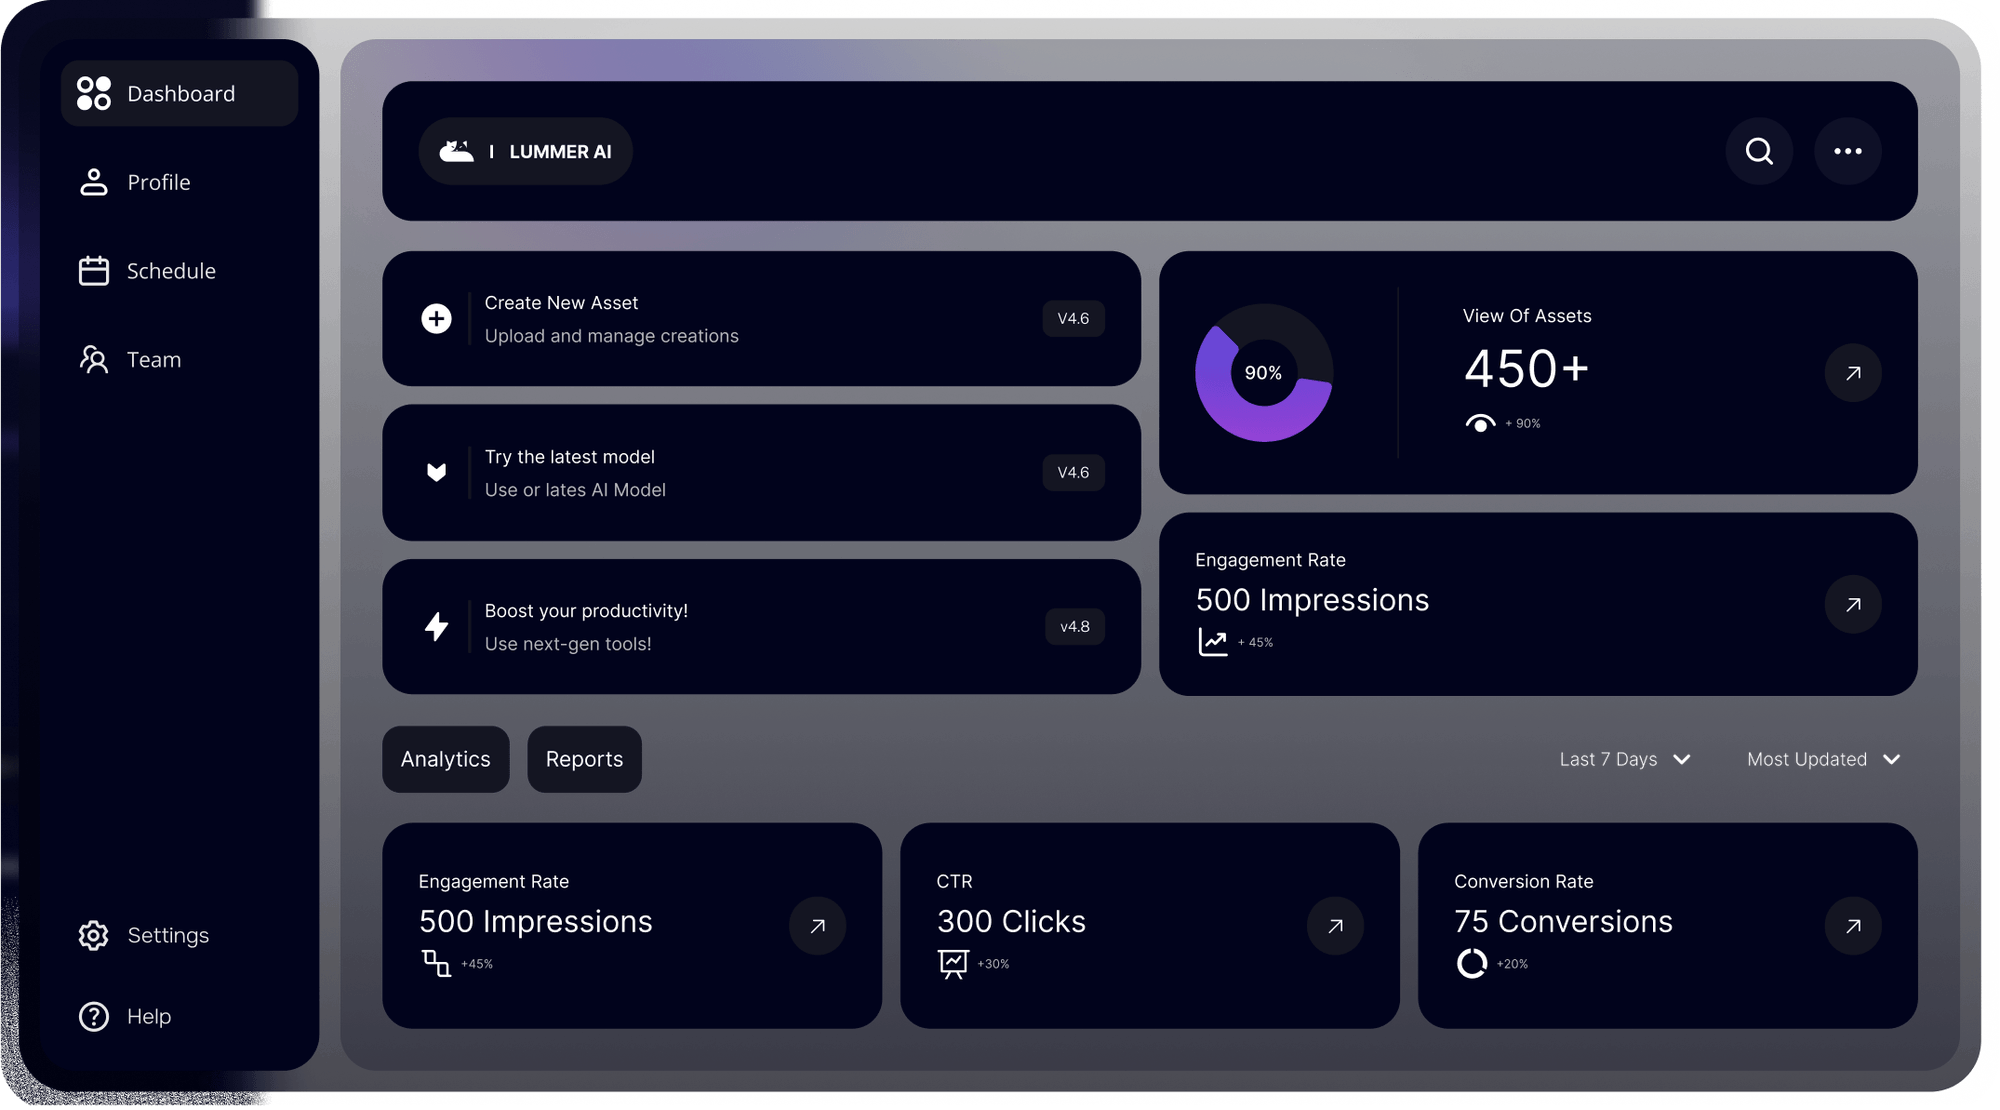 Dashboard
Profile
Schedule
Team
Settings
Help
I LUMMER AI
Create New Asset
Upload and manage creations
V4.6
Try the latest model
Use or lates AI Model
V4.6
Boost your productivity!
Use next-gen tools!
v4.8
90%
View Of Assets
450+
+ 90%
Engagement Rate
500 Impressions
+ 45%
Analytics
Reports
Last 7 Days
Most Updated
Engagement Rate
500 Impressions
+45%
CTR
300 Clicks
+30%
Conversion Rate
75 Conversions
+20%